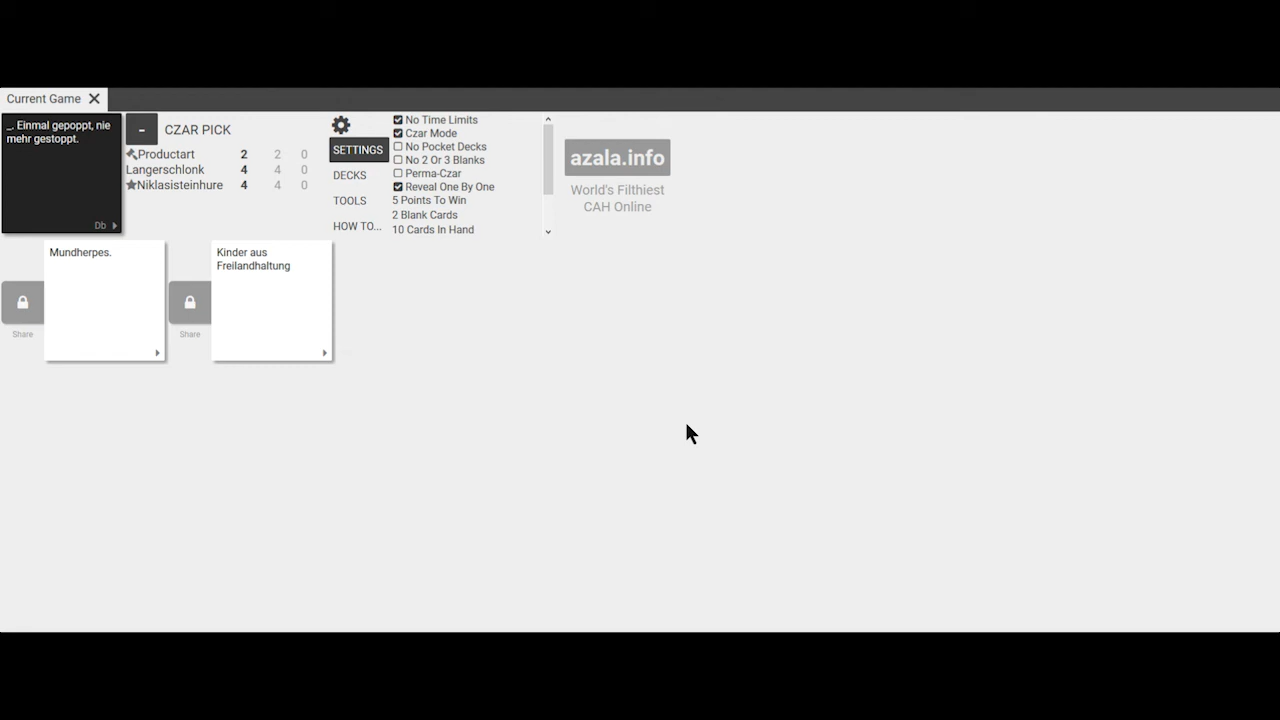 Current Game
_. Einmal gepoppt, nie
mehr gestoppt.
Db
-
CZAR PICK
Productart 2 2 0
Langerschlonk 4 4 0
Niklasisteinhure 4 4 0
SETTINGS
DECKS
TOOLS
HOW TO...
No Time Limits
Czar Mode
No Pocket Decks
No 2 Or 3 Blanks
Perma-Czar
Reveal One By One
5 Points To Win
2 Blank Cards
10 Cards In Hand
azala.info
World's Filthiest
CAH Online
Share
Mundherpes.
Share
Kinder aus
Freilandhaltung